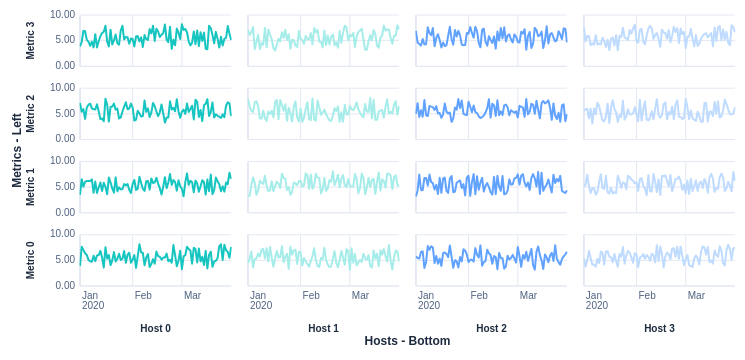 Metrics - Left
Metric 3
10.00
5.00
0.00
Metric 2
10.00
5.00
0.00
Metric 1
10.00
5.00
0.00
Metric 0
10.00
5.00
0.00
Jan
2020
Feb
Mar
Jan
2020
Feb
Mar
Jan
2020
Feb
Mar
Jan
2020
Feb
Mar
Host 0
Host 1
Host 2
Host 3
Hosts - Bottom